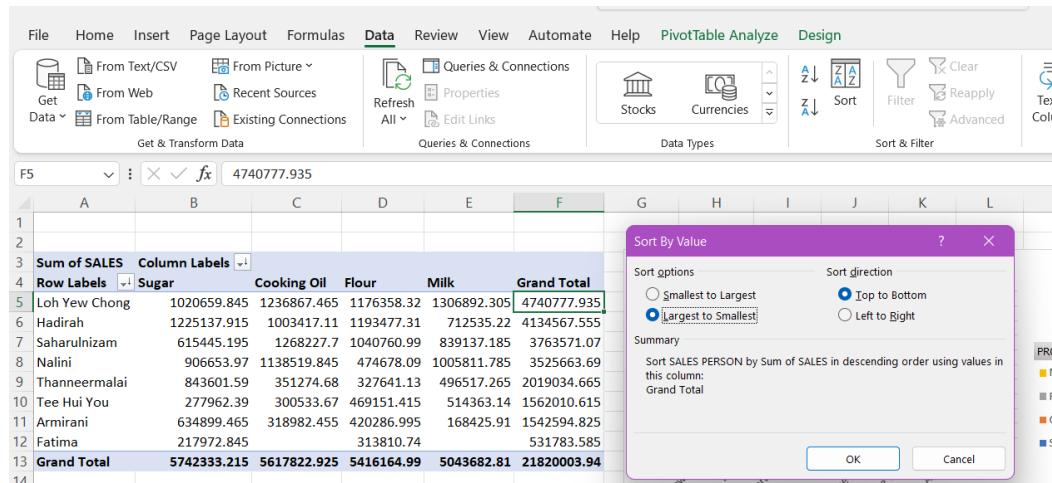 File Home Insert Page Layout Formulas Data Review View Automate Help PivotTable Analyze Design
Get Data
From Text/CSV
From Web
From Table/Range
From Picture
Recent Sources
Existing Connections
Get & Transform Data
Refresh All
Queries & Connections
Properties
Edit Links
Queries & Connections
Stocks
Currencies
Data Types
Sort
Filter
Clear
Reapply
Advanced
Sort & Filter
F5 fx 4740777.935
A B C D E F G H I J K L
1
2
3 Sum of SALES Column Labels
4 Row Labels Sugar Cooking Oil Flour Milk Grand Total
5 Loh Yew Chong 1020659.845 1236867.465 1176358.32 1306892.305 4740777.935
6 Hadirah 1225137.915 1003417.11 1193477.31 712535.22 4134567.555
7 Saharulnizam 615445.195 1268227.7 1040760.99 839137.185 3763571.07
8 Nalini 906653.97 1138519.845 474678.09 1005811.785 3525663.69
9 Thanneermalai 843601.59 351274.68 327641.13 496517.265 2019034.665
10 Tee Hui You 277962.39 300533.67 469151.415 514363.14 1562010.615
11 Armirani 634899.465 318982.455 420286.995 168425.91 1542594.825
12 Fatima 217972.845 313810.74 531783.585
13 Grand Total 5742333.215 5617822.925 5416164.99 5043682.81 21820003.94
Sort By Value ?
Sort options
Smallest to Largest
Largest to Smallest
Sort direction
Top to Bottom
Left to Right
Summary
Sort SALES PERSON by Sum of SALES in descending order using values in
this column:
Grand Total
OK Cancel